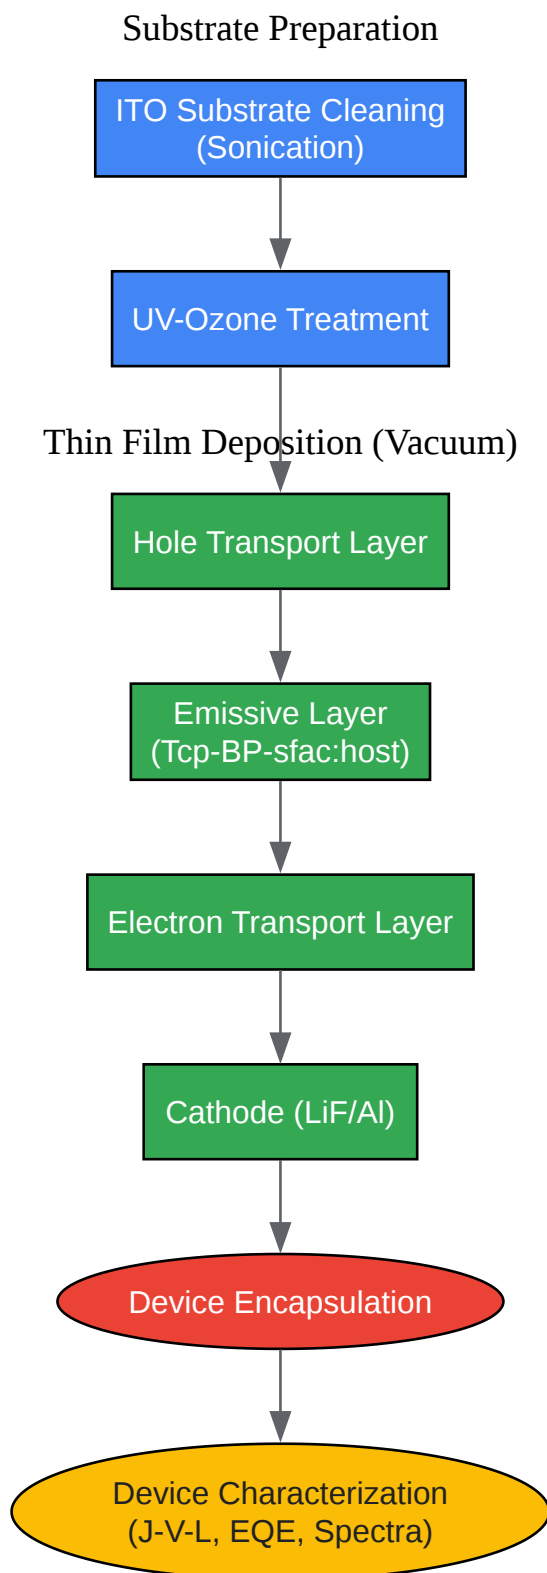 Substrate Preparation
ITO Substrate Cleaning
(Sonication)
UV-Ozone Treatment
Thin Film Deposition (Vacuum)
Hole Transport Layer
Emissive Layer
(Tcp-BP-sfac:host)
Electron Transport Layer
Cathode (LiF/Al)
Device Encapsulation
Device Characterization
(J-V-L, EQE, Spectra)